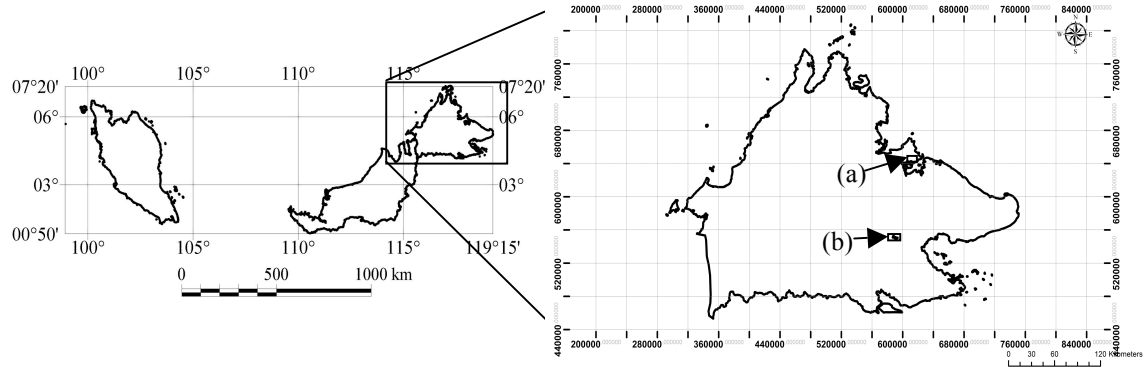 100° 105° 110° 115°
07°20' 07°20'
06° 06°
03° 03°
00°50'
100° 105° 110° 115° 119°15'
0 500 1000 km
200000 280000 360000 440000 520000 600000 680000 760000 840000
N
W E
S
760000 760000
680000 680000
(a)
600000 600000
(b)
520000 520000
440000
200000 280000 360000 440000 520000 600000 680000 760000 840000
0 30 60 120 Kilometers